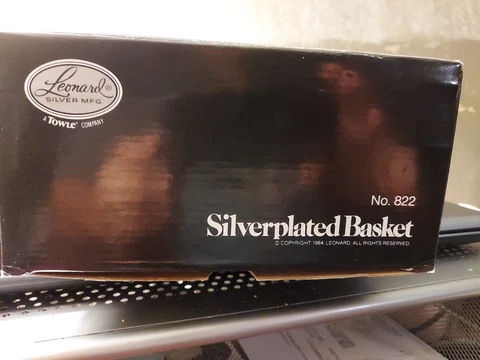 Leonard®
SILVER MFG
A TOWLE® COMPANY
No. 822
Silverplated Basket
© COPYRIGHT 1984 LEONARD. ALL RIGHTS RESERVED.